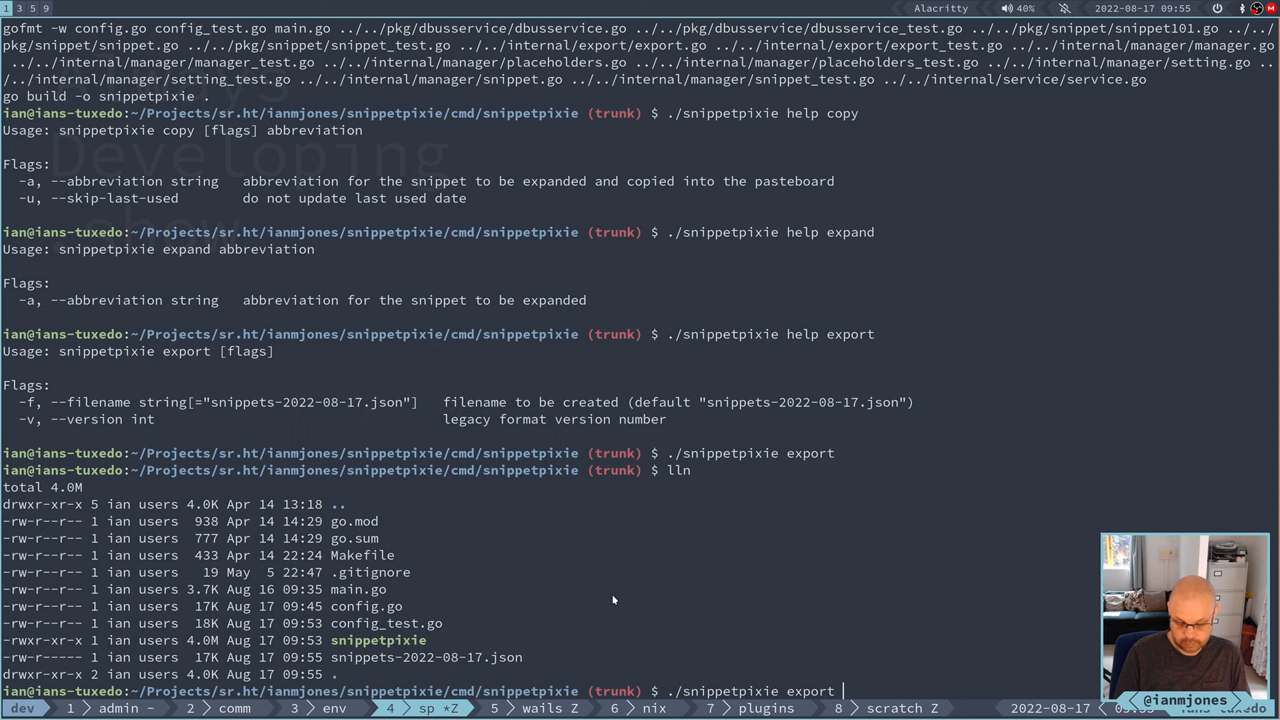 1 3 5 9 Alacritty 40% 2022-08-17 09:55
gofmt -w config.go config_test.go main.go ../../pkg/dbusservice/dbusservice.go ../../pkg/dbusservice/dbusservice_test.go ../../pkg/snippet/snippet101.go ../../
pkg/snippet/snippet.go ../../pkg/snippet/snippet_test.go ../../internal/export/export.go ../../internal/export/export_test.go ../../internal/manager/manager.go
../../internal/manager/manager_test.go ../../internal/manager/placeholders.go ../../internal/manager/placeholders_test.go ../../internal/manager/setting.go ..
/../internal/manager/setting_test.go ../../internal/manager/snippet.go ../../internal/manager/snippet_test.go ../../internal/service/service.go
go build -o snippetpixie .
ian@ians-tuxedo:~/Projects/sr.ht/ianmjones/snippetpixie/cmd/snippetpixie (trunk) $ ./snippetpixie help copy
Usage: snippetpixie copy [flags] abbreviation
Developing
Flags:
-a, --abbreviation string abbreviation for the snippet to be expanded and copied into the pasteboard
-u, --skip-last-used do not update last used date
ian@ians-tuxedo:~/Projects/sr.ht/ianmjones/snippetpixie/cmd/snippetpixie (trunk) $ ./snippetpixie help expand
Usage: snippetpixie expand abbreviation
Flags:
-a, --abbreviation string abbreviation for the snippet to be expanded
ian@ians-tuxedo:~/Projects/sr.ht/ianmjones/snippetpixie/cmd/snippetpixie (trunk) $ ./snippetpixie help export
Usage: snippetpixie export [flags]
Flags:
-f, --filename string[="snippets-2022-08-17.json"] filename to be created (default "snippets-2022-08-17.json")
-v, --version int legacy format version number
ian@ians-tuxedo:~/Projects/sr.ht/ianmjones/snippetpixie/cmd/snippetpixie (trunk) $ ./snippetpixie export
ian@ians-tuxedo:~/Projects/sr.ht/ianmjones/snippetpixie/cmd/snippetpixie (trunk) $ lln
total 4.0M
drwxr-xr-x 5 ian users 4.0K Apr 14 13:18 ..
-rw-r--r-- 1 ian users 938 Apr 14 14:29 go.mod
-rw-r--r-- 1 ian users 777 Apr 14 14:29 go.sum
-rw-r--r-- 1 ian users 433 Apr 14 22:24 Makefile
-rw-r--r-- 1 ian users 19 May 5 22:47 .gitignore
-rw-r--r-- 1 ian users 3.7K Aug 16 09:35 main.go
-rw-r--r-- 1 ian users 17K Aug 17 09:45 config.go
-rw-r--r-- 1 ian users 18K Aug 17 09:53 config_test.go
-rwxr-xr-x 1 ian users 4.0M Aug 17 09:53 snippetpixie
-rw-r----- 1 ian users 17K Aug 17 09:55 snippets-2022-08-17.json
drwxr-xr-x 2 ian users 4.0K Aug 17 09:55 .
ian@ians-tuxedo:~/Projects/sr.ht/ianmjones/snippetpixie/cmd/snippetpixie (trunk) $ ./snippetpixie export
@ianmjones
dev 1 admin - 2 comm 3 env 4 sp *Z 5 wails Z 6 nix 7 plugins 8 scratch Z 2022-08-17